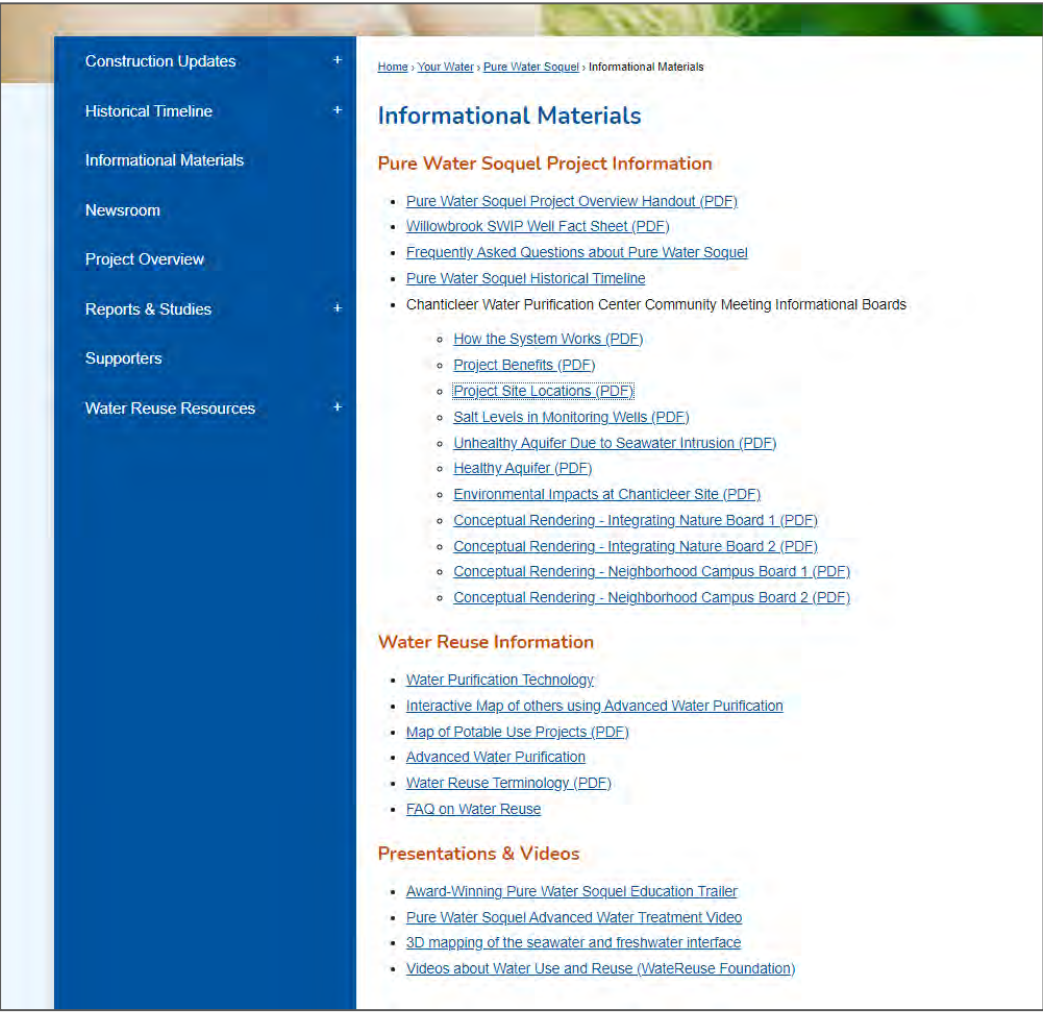 Construction Updates +
Historical Timeline +
Informational Materials
Newsroom
Project Overview
Reports & Studies +
Supporters
Water Reuse Resources +
Home › Your Water › Pure Water Soquel › Informational Materials
Informational Materials
Pure Water Soquel Project Information
• Pure Water Soquel Project Overview Handout (PDF)
• Willowbrook SWIP Well Fact Sheet (PDF)
• Frequently Asked Questions about Pure Water Soquel
• Pure Water Soquel Historical Timeline
• Chanticleer Water Purification Center Community Meeting Informational Boards
◦ How the System Works (PDF)
◦ Project Benefits (PDF)
◦ Project Site Locations (PDF)
◦ Salt Levels in Monitoring Wells (PDF)
◦ Unhealthy Aquifer Due to Seawater Intrusion (PDF)
◦ Healthy Aquifer (PDF)
◦ Environmental Impacts at Chanticleer Site (PDF)
◦ Conceptual Rendering - Integrating Nature Board 1 (PDF)
◦ Conceptual Rendering - Integrating Nature Board 2 (PDF)
◦ Conceptual Rendering - Neighborhood Campus Board 1 (PDF)
◦ Conceptual Rendering - Neighborhood Campus Board 2 (PDF)
Water Reuse Information
• Water Purification Technology
• Interactive Map of others using Advanced Water Purification
• Map of Potable Use Projects (PDF)
• Advanced Water Purification
• Water Reuse Terminology (PDF)
• FAQ on Water Reuse
Presentations & Videos
• Award-Winning Pure Water Soquel Education Trailer
• Pure Water Soquel Advanced Water Treatment Video
• 3D mapping of the seawater and freshwater interface
• Videos about Water Use and Reuse (WateReuse Foundation)